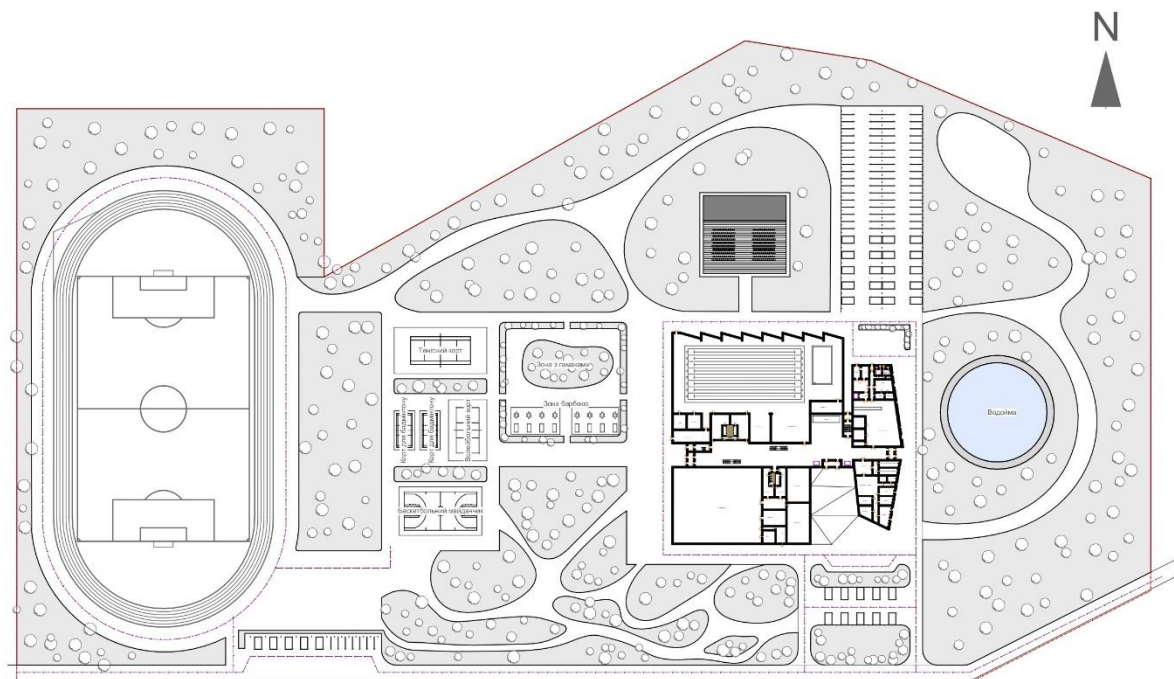 N
Тенісний корт
Зона з гамаками
Зона барбекю
Корт для бадмінтону
Корт для бадмінтону
Волейбольний корт
Водойма
Баскетбольний майданчик